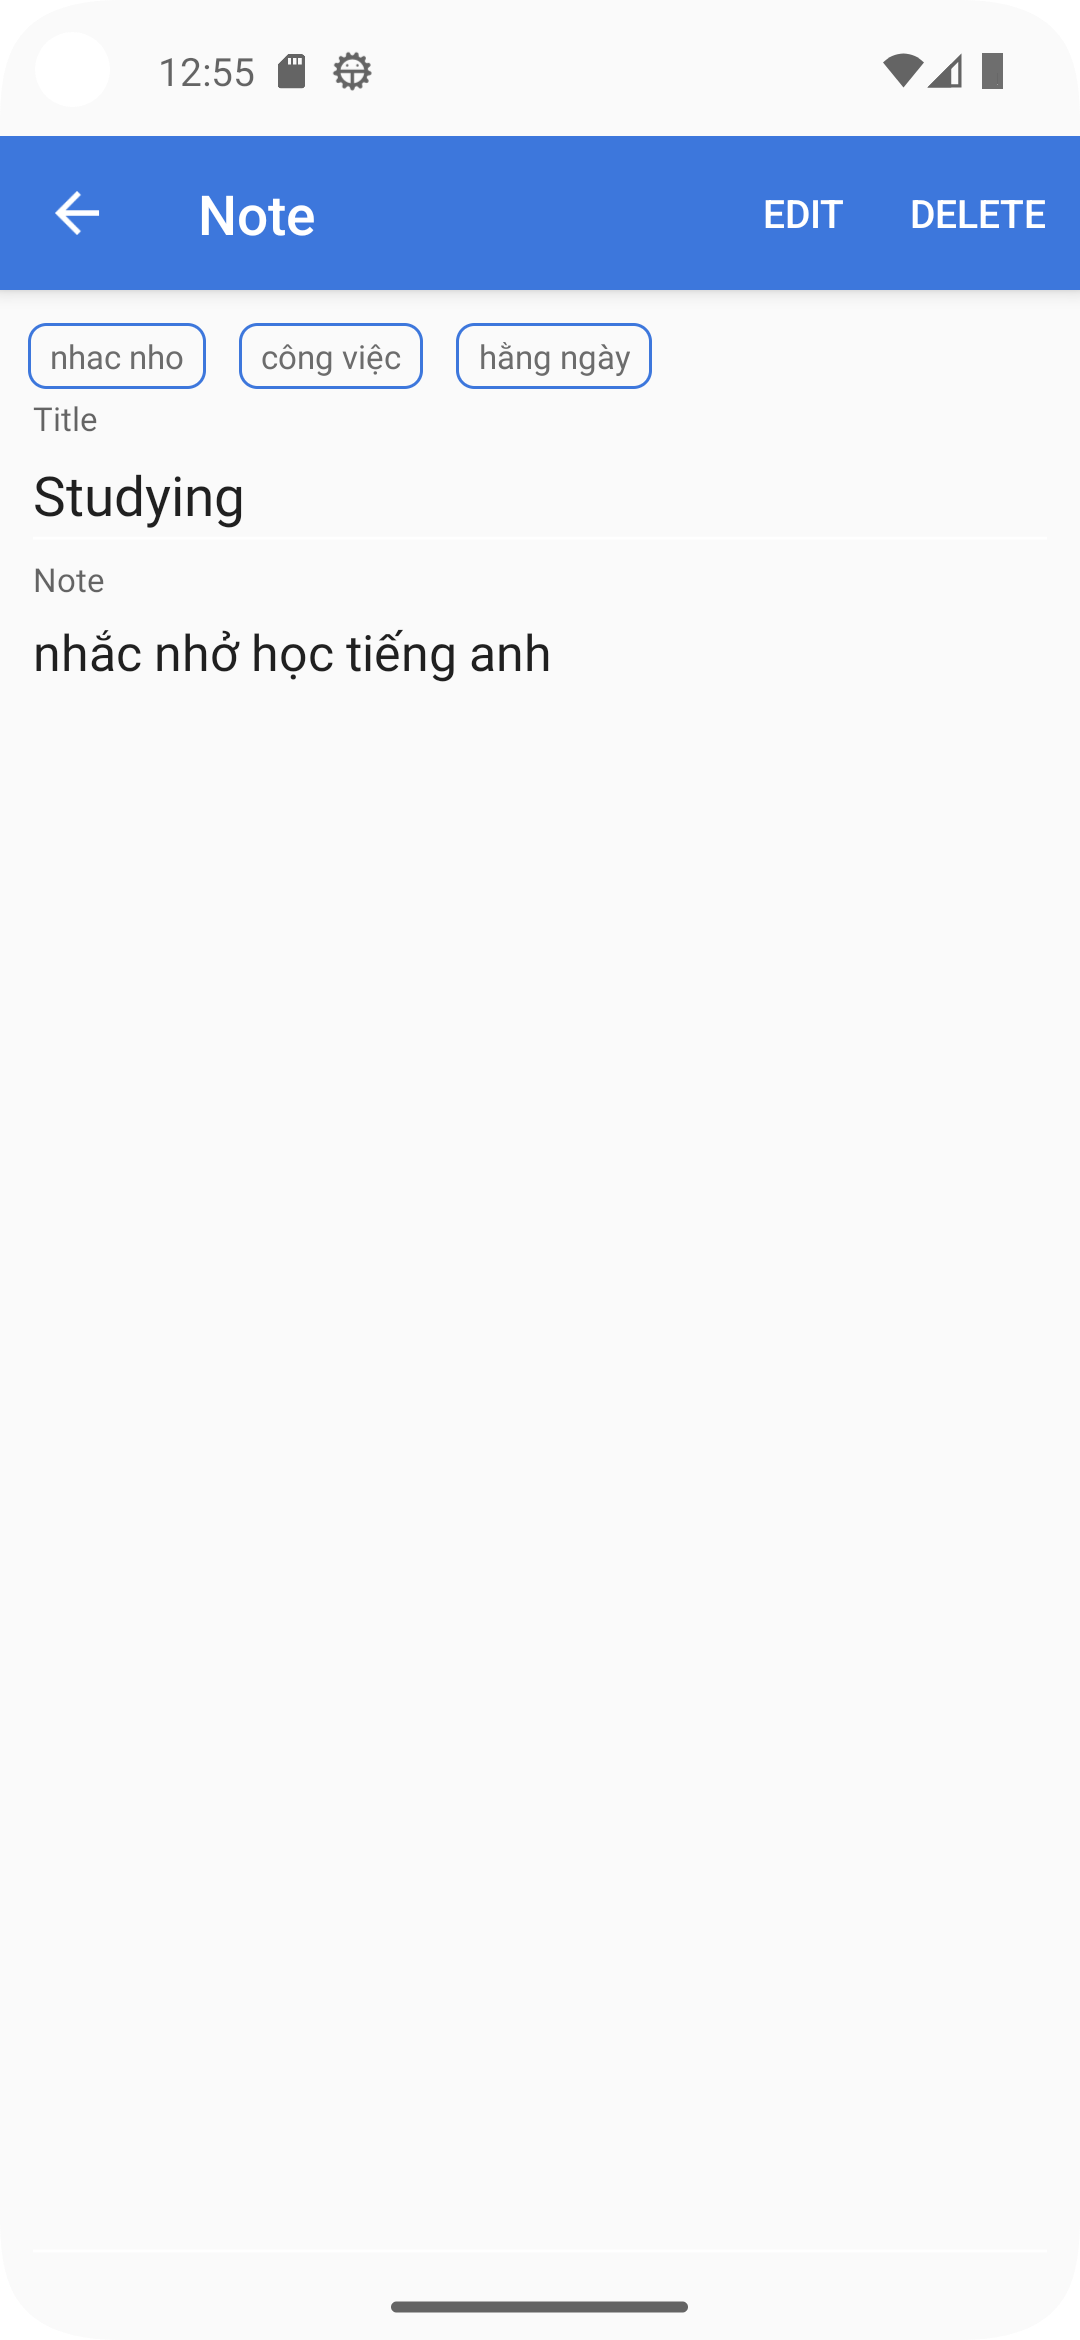 12:55
Note EDIT DELETE
nhac nho công việc hằng ngày
Title
Studying
Note
nhắc nhở học tiếng anh